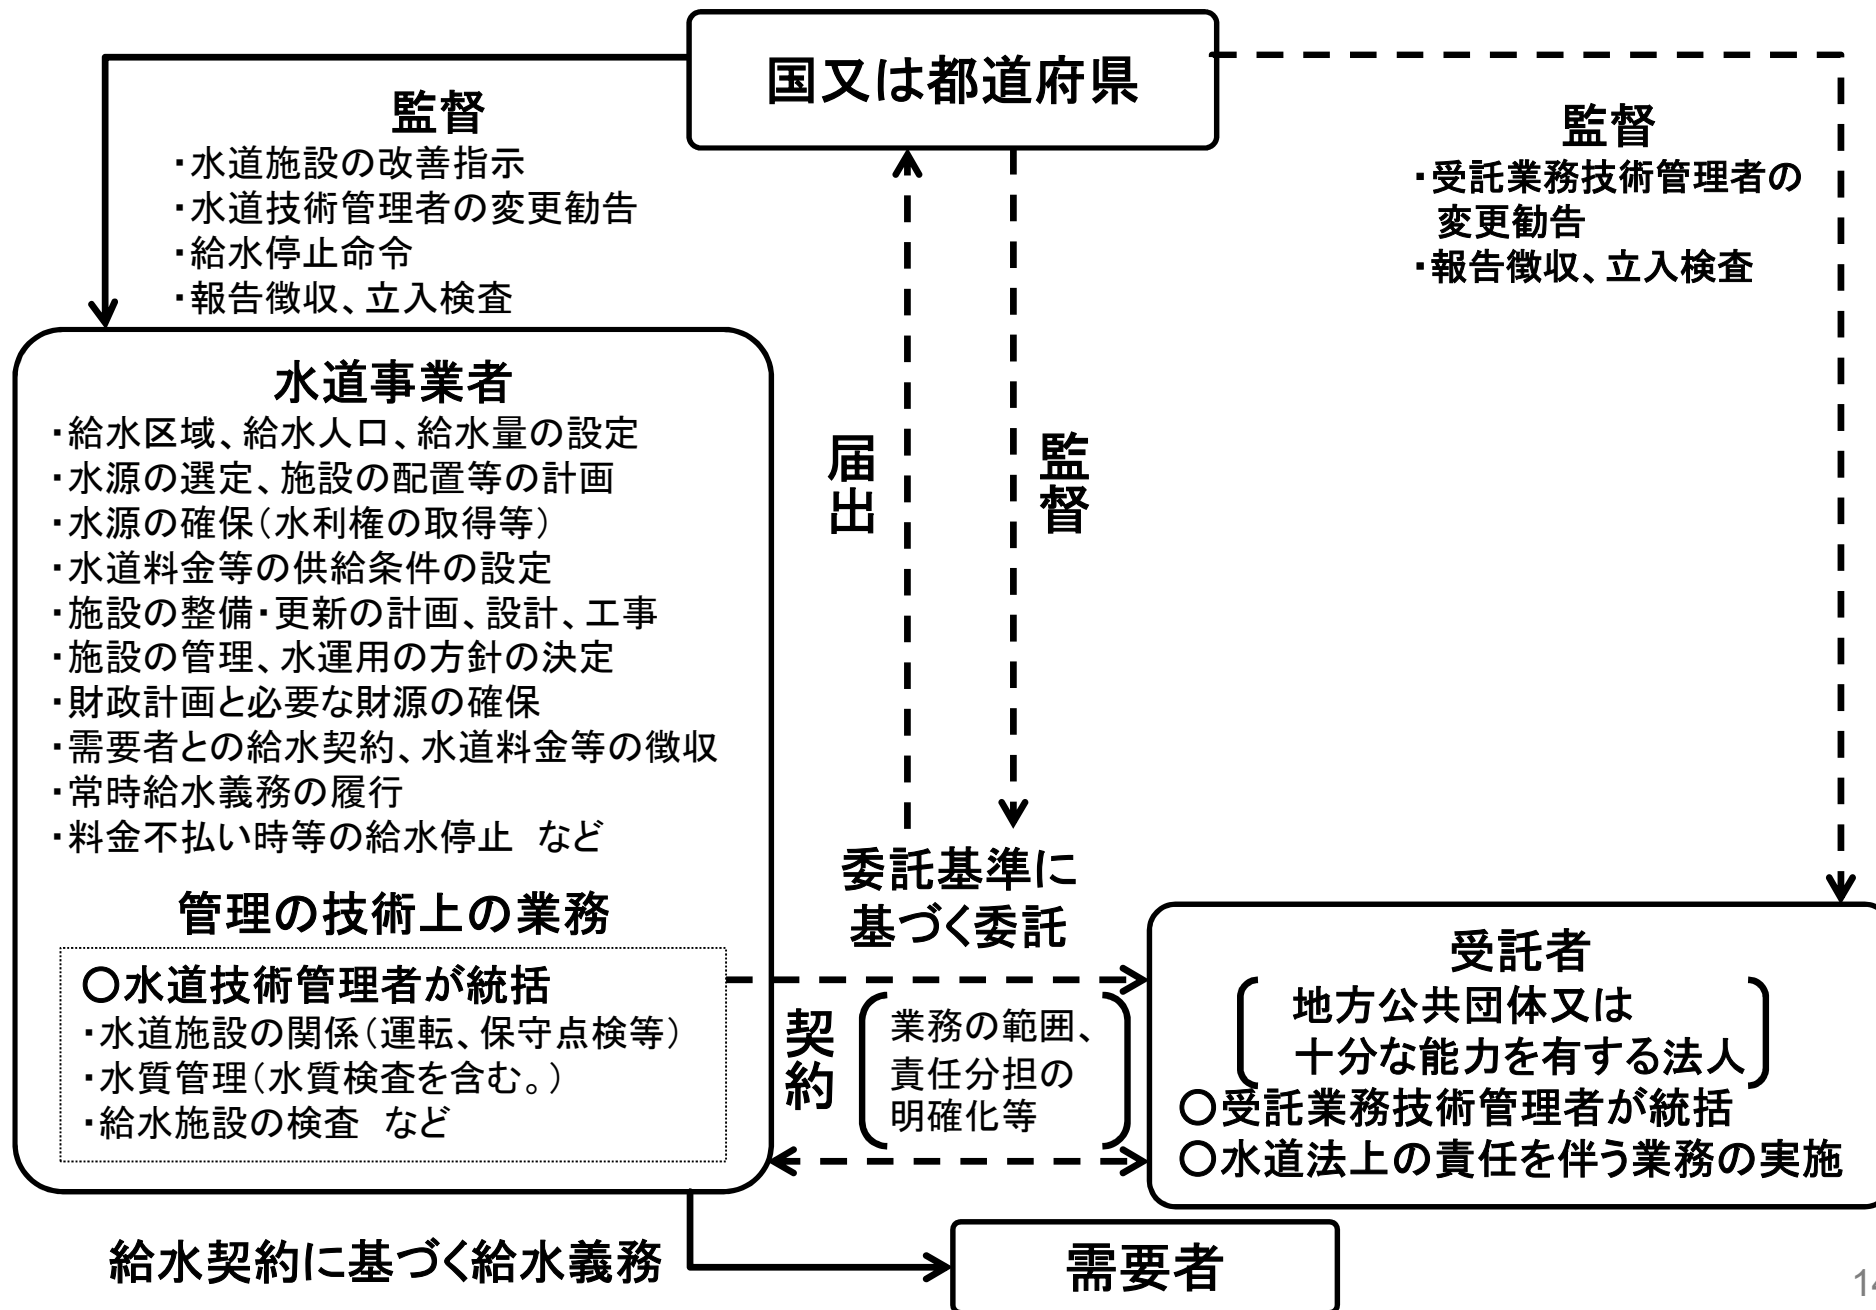 国又は都道府県
監督
・水道施設の改善指示
・水道技術管理者の変更勧告
・給水停止命令
・報告徴収、立入検査
監督
・受託業務技術管理者の
変更勧告
・報告徴収、立入検査
水道事業者
・給水区域、給水人口、給水量の設定
・水源の選定、施設の配置等の計画
・水源の確保(水利権の取得等)
・水道料金等の供給条件の設定
・施設の整備・更新の計画、設計、工事
・施設の管理、水運用の方針の決定
・財政計画と必要な財源の確保
・需要者との給水契約、水道料金等の徴収
・常時給水義務の履行
・料金不払い時等の給水停止 など
管理の技術上の業務
○水道技術管理者が統括
・水道施設の関係(運転、保守点検等)
・水質管理(水質検査を含む。)
・給水施設の検査 など
届出
監督
委託基準に
基づく委託
契約
業務の範囲、
責任分担の
明確化等
受託者
地方公共団体又は
十分な能力を有する法人
○受託業務技術管理者が統括
○水道法上の責任を伴う業務の実施
給水契約に基づく給水義務
需要者